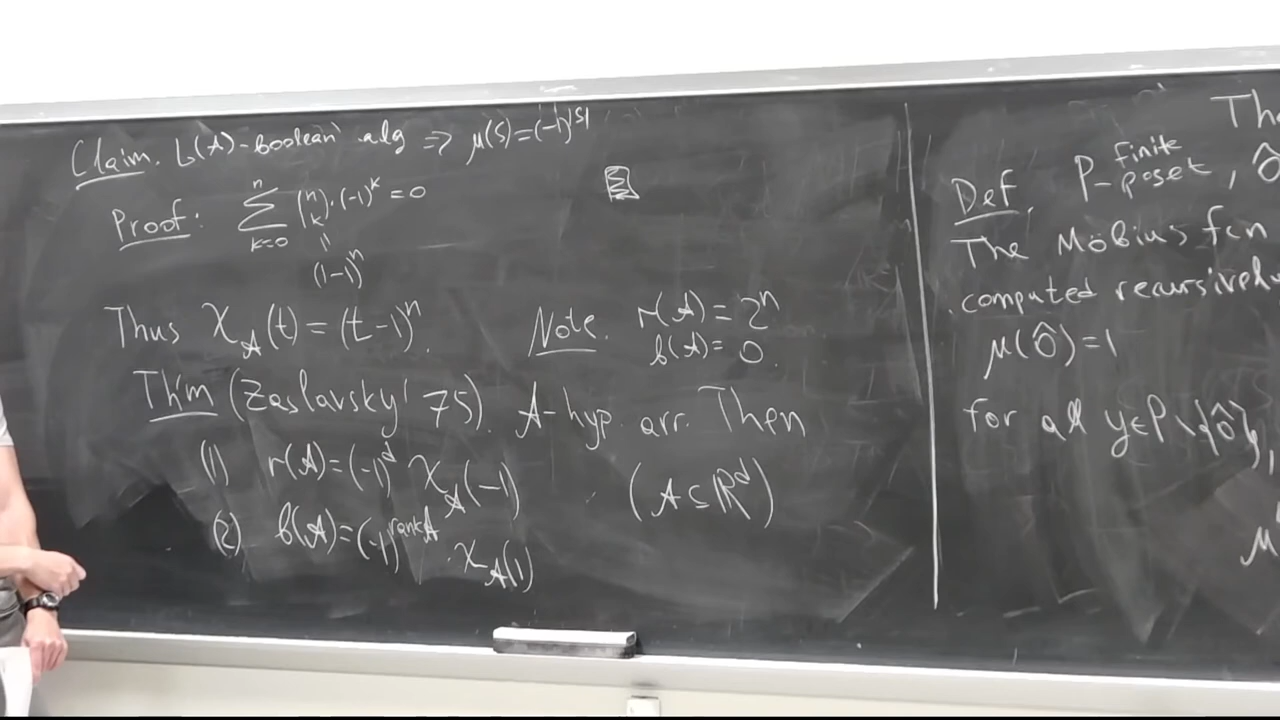 Claim. L(A)-boolean alg ⇒ μ(S)=(-1)^|S|
Proof: ∑_{k=0}^{n} (n k)·(-1)^k = 0
||
(1-1)^n
Thus χ_A(t) = (t-1)^n.
Note. r(A) = 2^n
b(A) = 0.
Thm (Zaslavsky '75). A-hyp. arr. Then
(1) r(A) = (-1)^d χ_A(-1) (A⊆ℝ^d)
(2) b(A) = (-1)^{rank A} · χ_A(1)
Def. P-finite poset, 0̂
The Möbius fcn
computed recursively
μ(0̂)=1
for all y∈P\{0̂},
μ